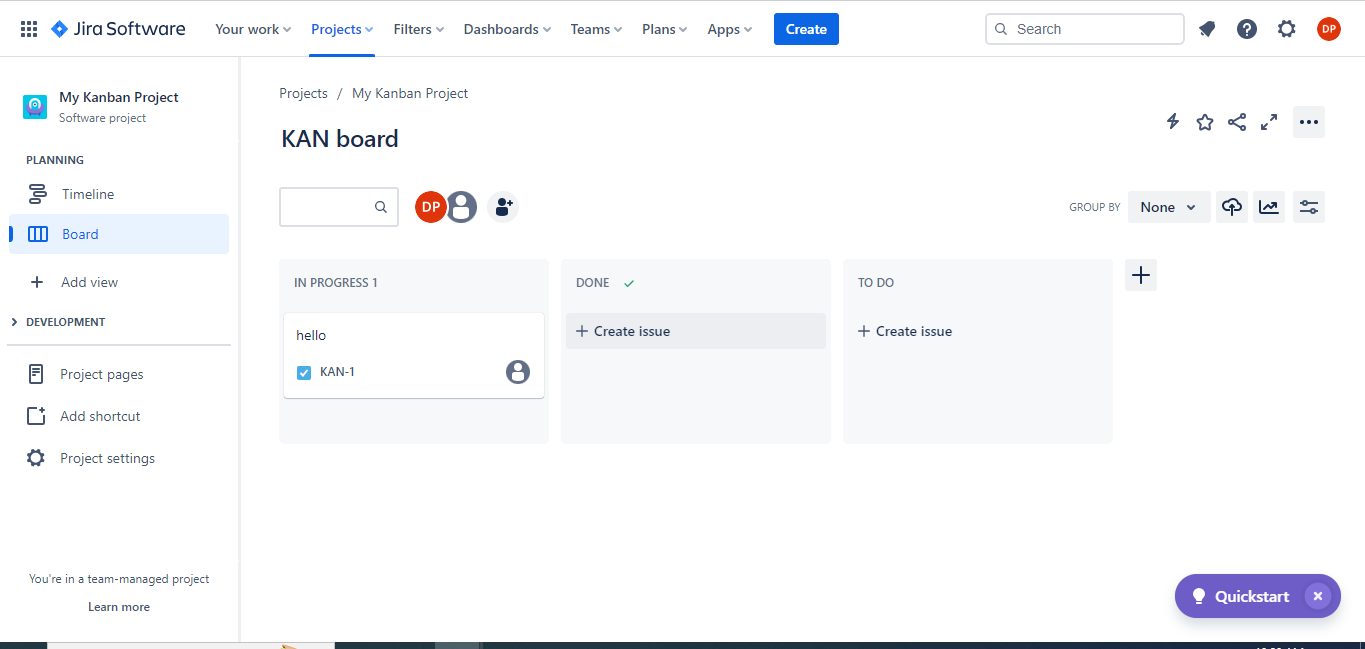 Jira Software Your work Projects Filters Dashboards Teams Plans Apps Create Search DP
My Kanban Project
Software project
PLANNING
Timeline
Board
Add view
DEVELOPMENT
Project pages
Add shortcut
Project settings
You're in a team-managed project
Learn more
Projects / My Kanban Project
KAN board
DP GROUP BY None
IN PROGRESS 1
hello
KAN-1
DONE
+ Create issue
TO DO
+ Create issue
Quickstart